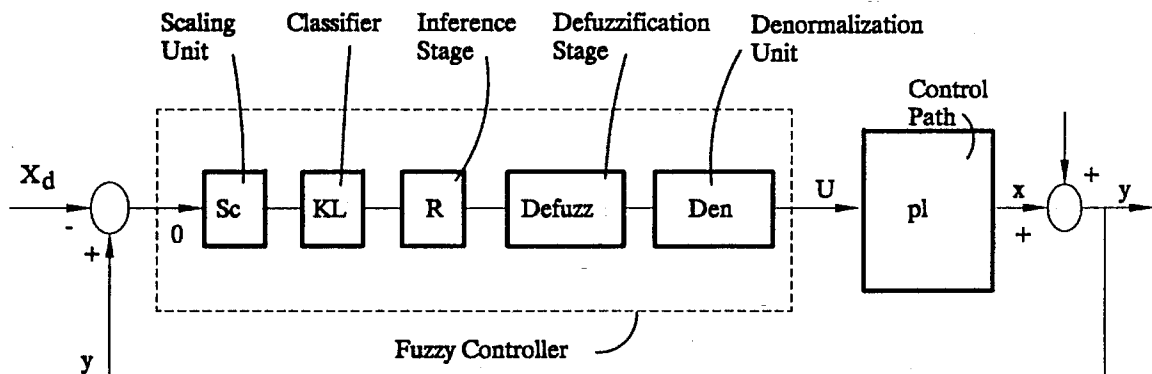 Scaling
Unit
Classifier
Inference
Stage
Defuzzification
Stage
Denormalization
Unit
Control
Path
X_d
-
+
0
Sc
KL
R
Defuzz
Den
U
pl
x
+
+
y
y
Fuzzy Controller